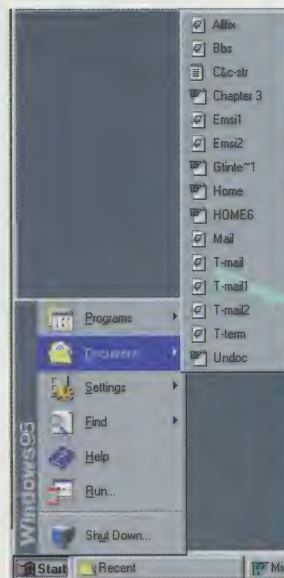 Allfix
Bbs
C&c-str
Chapter 3
Emsi1
Emsi2
Gtinte~1
Home
HOME6
Mail
T-mail
T-mail1
T-mail2
T-term
Undoc
Programs
Documents
Settings
Find
Help
Run...
Shut Down...
Windows95
Start
Recent
Mic